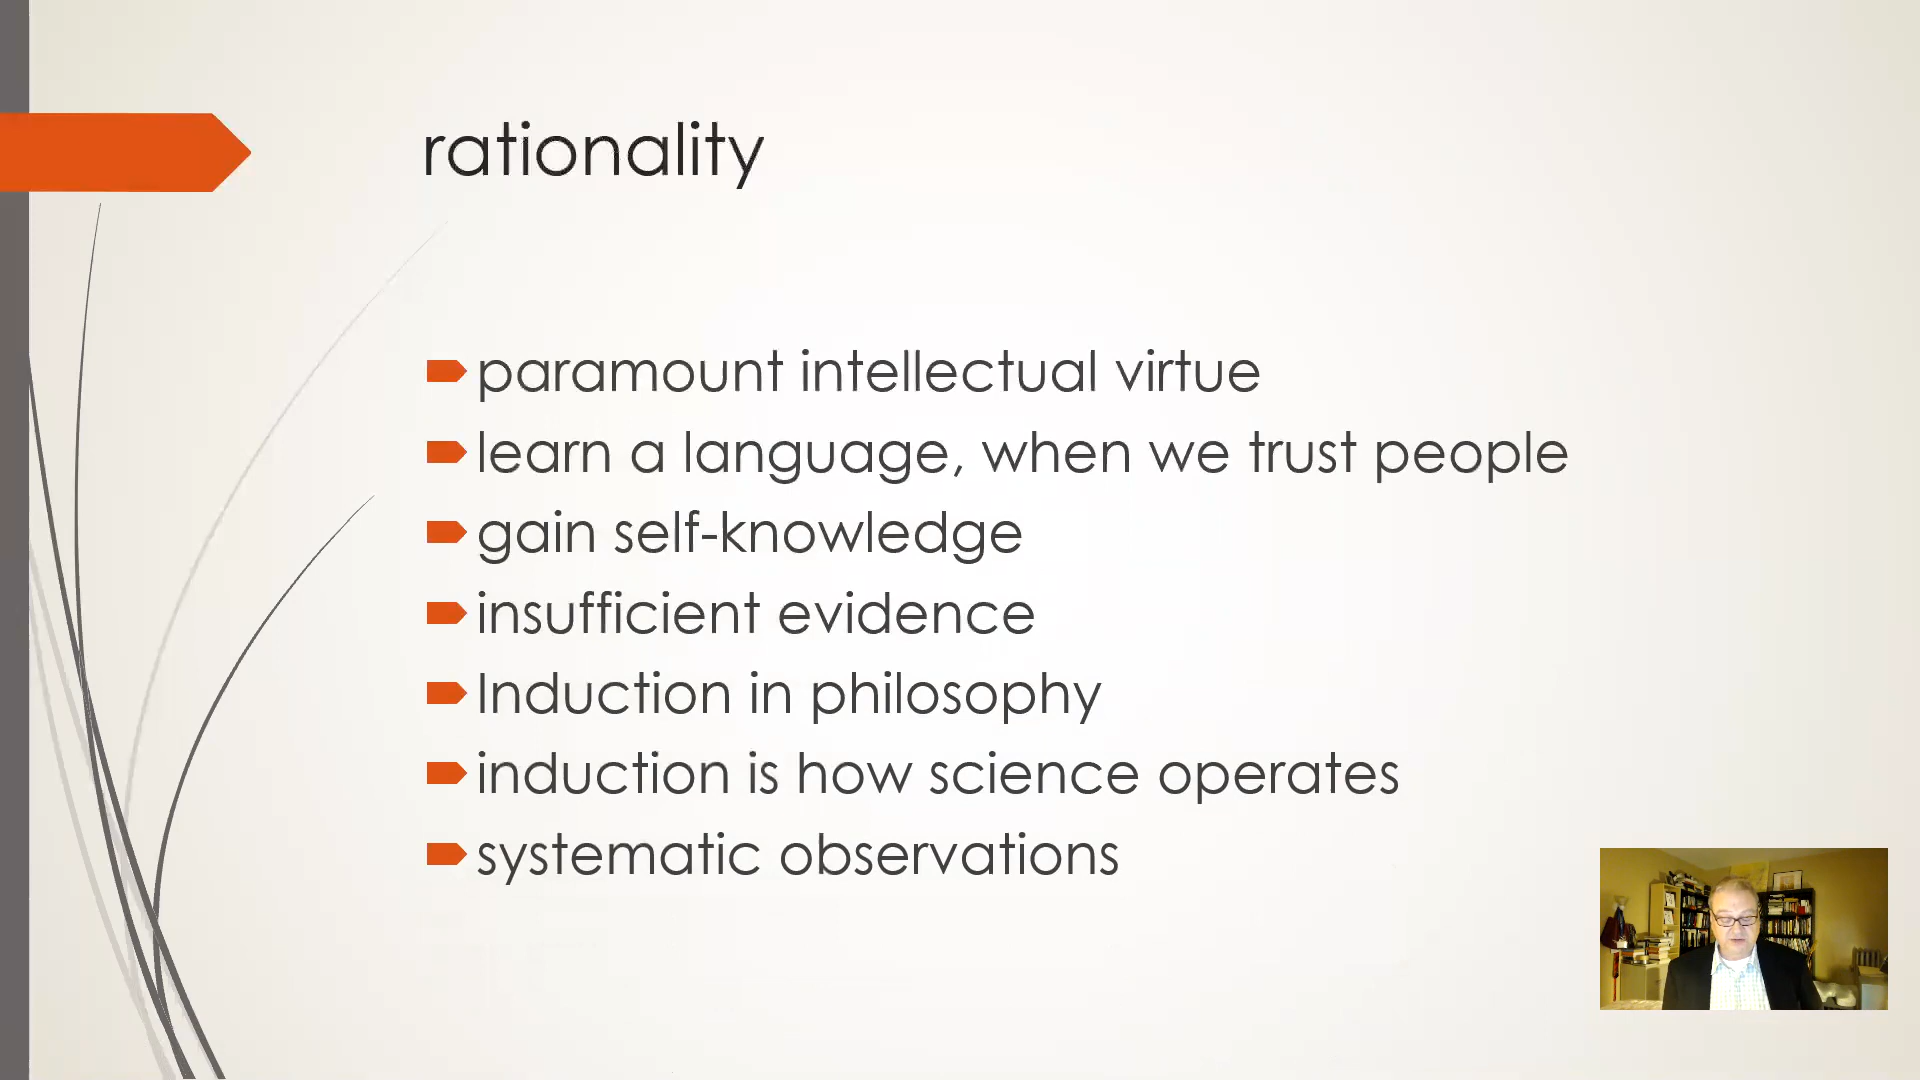 rationality
paramount intellectual virtue
learn a language, when we trust people
gain self-knowledge
insufficient evidence
Induction in philosophy
induction is how science operates
systematic observations